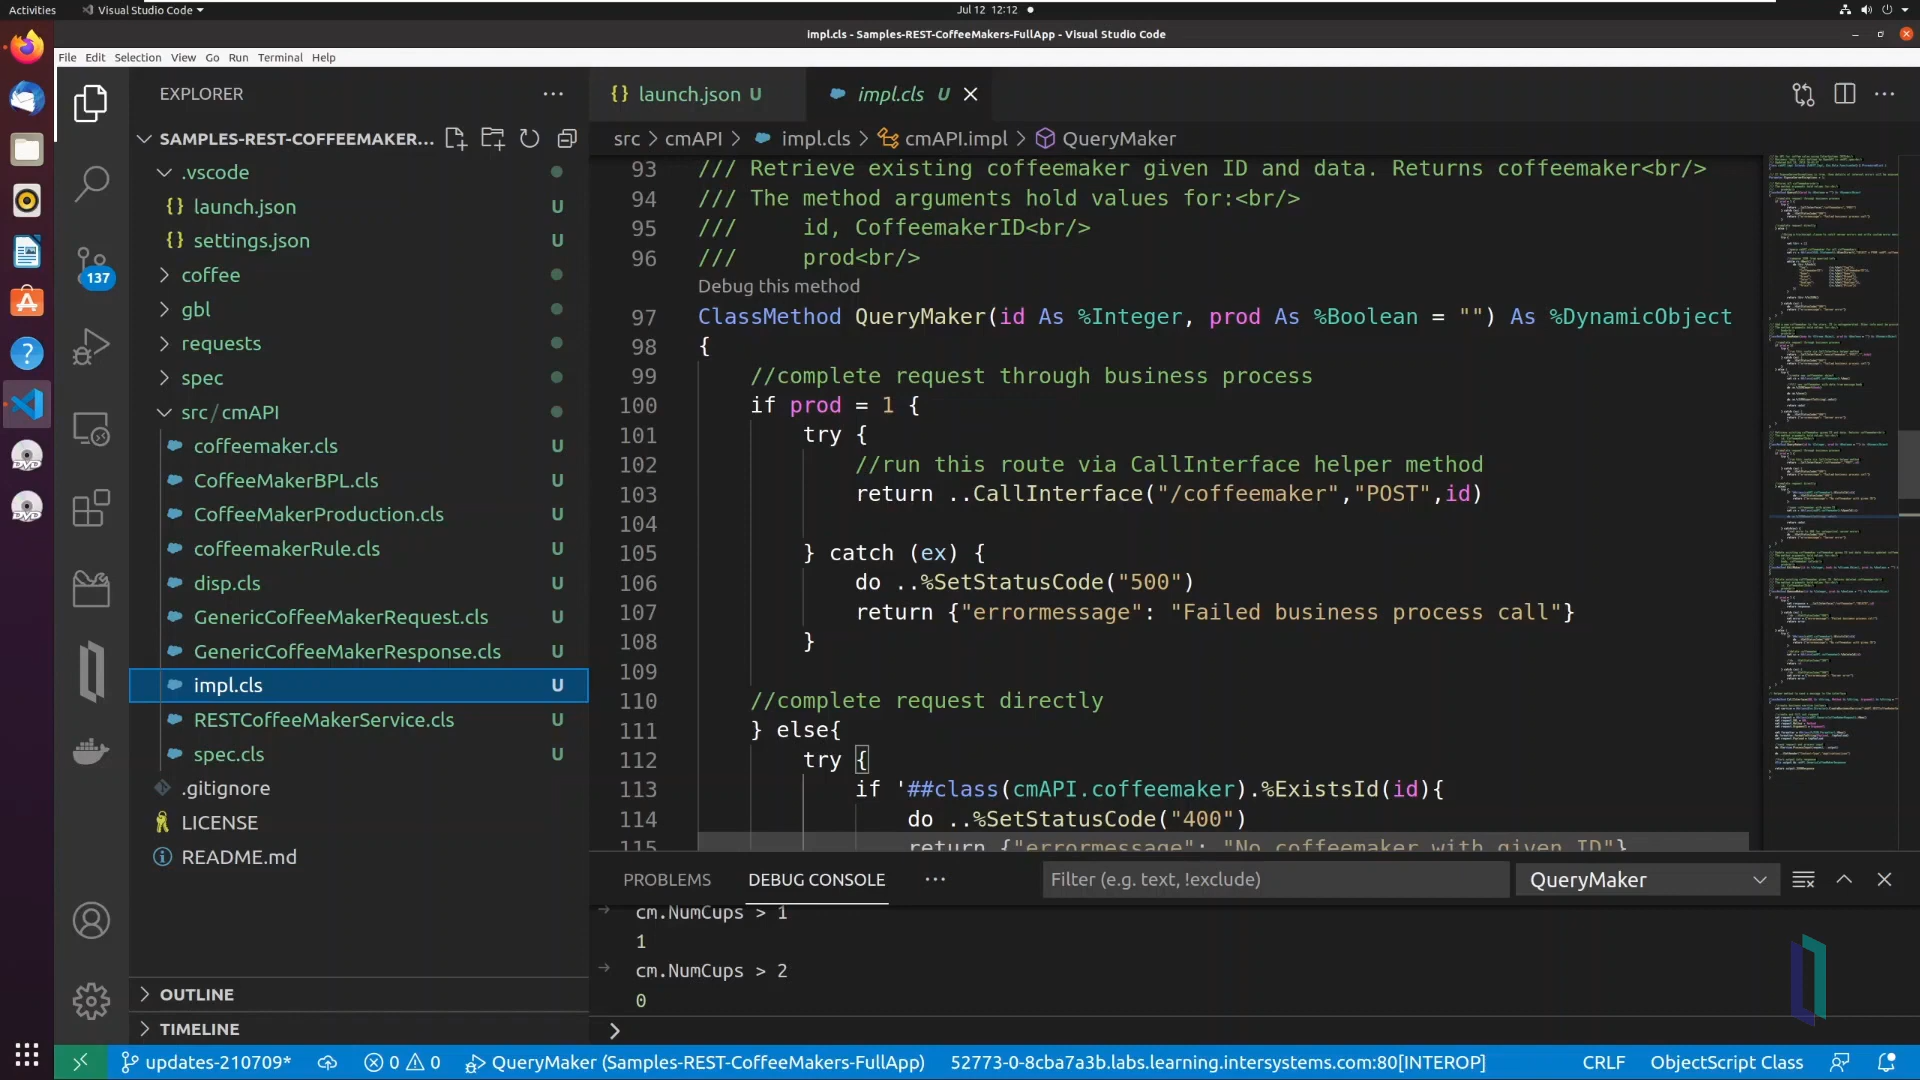 Activities
Visual Studio Code
Jul 12 12:12
impl.cls - Samples-REST-CoffeeMakers-FullApp - Visual Studio Code
File Edit Selection View Go Run Terminal Help
EXPLORER
SAMPLES-REST-COFFEEMAKER...
.vscode
launch.json U
settings.json U
coffee
gbl
requests
spec
src/cmAPI
coffeemaker.cls U
CoffeeMakerBPL.cls U
CoffeeMakerProduction.cls U
coffeemakerRule.cls U
disp.cls U
GenericCoffeeMakerRequest.cls U
GenericCoffeeMakerResponse.cls U
impl.cls U
RESTCoffeeMakerService.cls U
spec.cls U
.gitignore
LICENSE
README.md
OUTLINE
TIMELINE
137
launch.json U
impl.cls U
src > cmAPI > impl.cls > cmAPI.impl > QueryMaker
93 /// Retrieve existing coffeemaker given ID and data. Returns coffeemaker<br/>
94 /// The method arguments hold values for:<br/>
95 /// id, CoffeemakerID<br/>
96 /// prod<br/>
Debug this method
97 ClassMethod QueryMaker(id As %Integer, prod As %Boolean = "") As %DynamicObject
98 {
99 //complete request through business process
100 if prod = 1 {
101 try {
102 //run this route via CallInterface helper method
103 return ..CallInterface("/coffeemaker","POST",id)
104
105 } catch (ex) {
106 do ..%SetStatusCode("500")
107 return {"errormessage": "Failed business process call"}
108 }
109
110 //complete request directly
111 } else{
112 try {
113 if '##class(cmAPI.coffeemaker).%ExistsId(id){
114 do ..%SetStatusCode("400")
115 return {"errormessage": "No coffeemaker with given ID"}
PROBLEMS
DEBUG CONSOLE
Filter (e.g. text, !exclude)
QueryMaker
cm.NumCups > 1
1
cm.NumCups > 2
0
updates-210709*
0 0
QueryMaker (Samples-REST-CoffeeMakers-FullApp)
52773-0-8cba7a3b.labs.learning.intersystems.com:80[INTEROP]
CRLF
ObjectScript Class